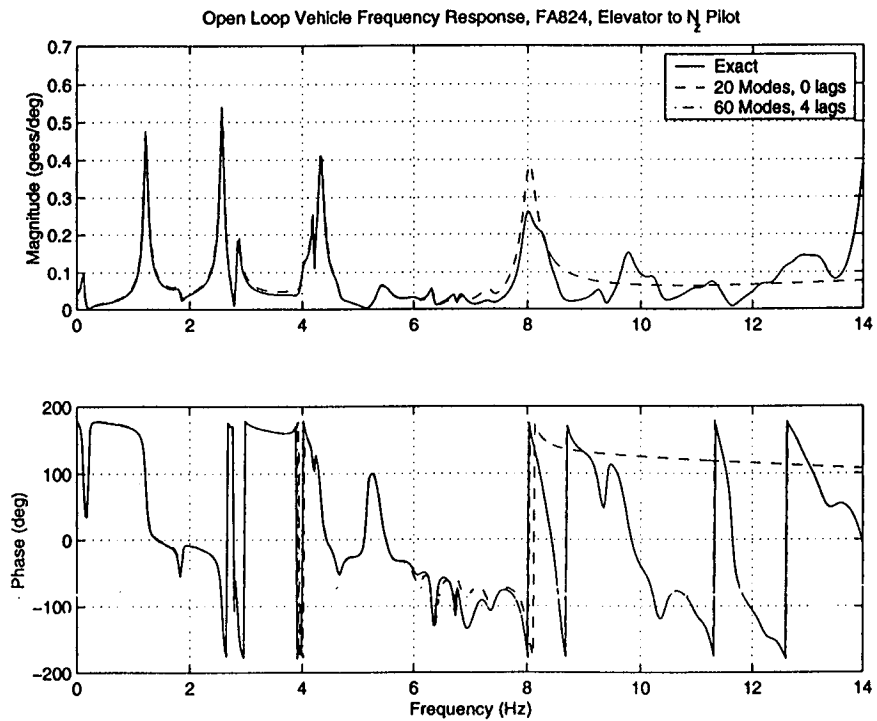 Open Loop Vehicle Frequency Response, FA824, Elevator to N_z Pilot
0.7
0.6
0.5
0.4
0.3
0.2
0.1
0
Magnitude (gees/deg)
Exact
20 Modes, 0 lags
60 Modes, 4 lags
0 2 4 6 8 10 12 14
200
100
0
−100
−200
Phase (deg)
0 2 4 6 8 10 12 14
Frequency (Hz)